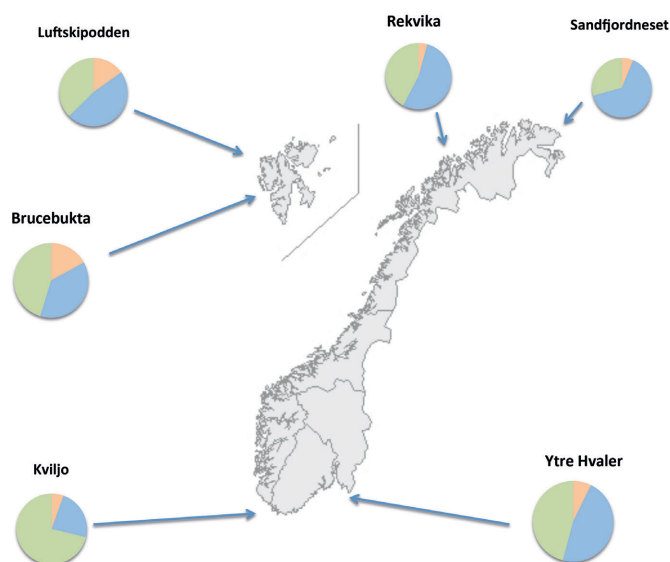 Luftskipodden
Rekvika
Sandfjordneset
Brucebukta
Kviljo
Ytre Hvaler